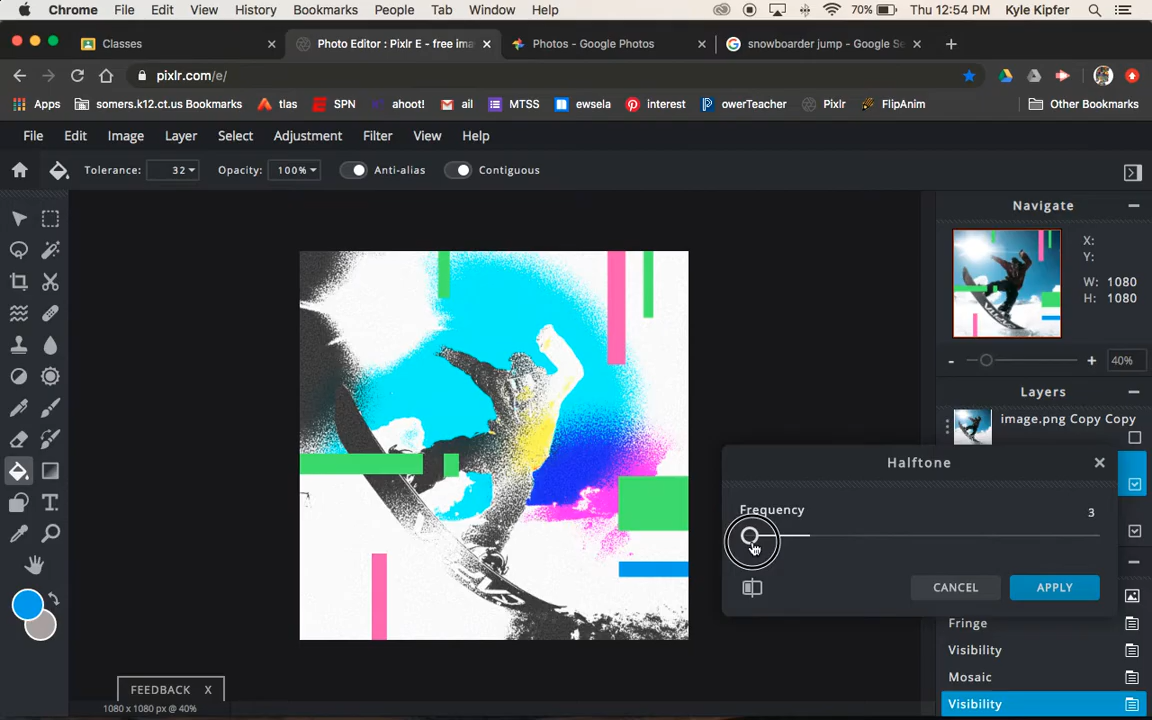 Chrome File Edit View History Bookmarks People Tab Window Help 70% Thu 12:54 PM Kyle Kipfer
Classes Photo Editor : Pixlr E - free ima Photos - Google Photos snowboarder jump - Google Se
pixlr.com/e/
Apps somers.k12.ct.us Bookmarks tlas SPN ahoot! ail MTSS ewsela interest owerTeacher Pixlr FlipAnim Other Bookmarks
File Edit Image Layer Select Adjustment Filter View Help
Tolerance: 32 Opacity: 100% Anti-alias Contiguous
Navigate
X:
Y:
W: 1080
H: 1080
- + 40%
Layers
image.png Copy Copy
Halftone
Frequency 3
CANCEL APPLY
Fringe
Visibility
Mosaic
Visibility
FEEDBACK X
1080 x 1080 px @ 40%